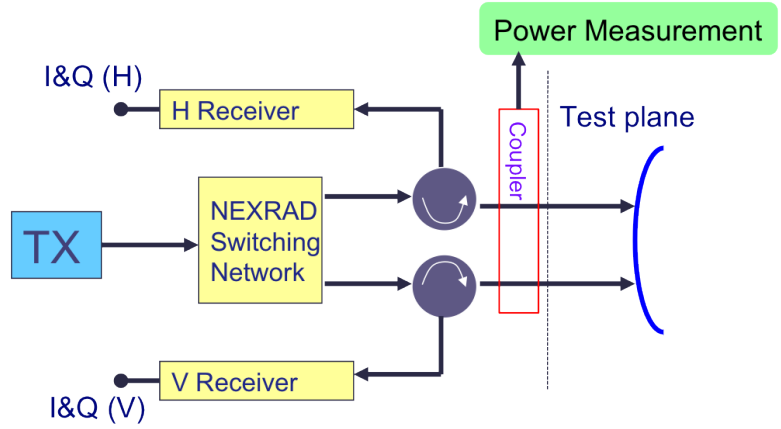 Power Measurement
I&Q (H)
H Receiver
Coupler
Test plane
TX
NEXRAD
Switching
Network
V Receiver
I&Q (V)